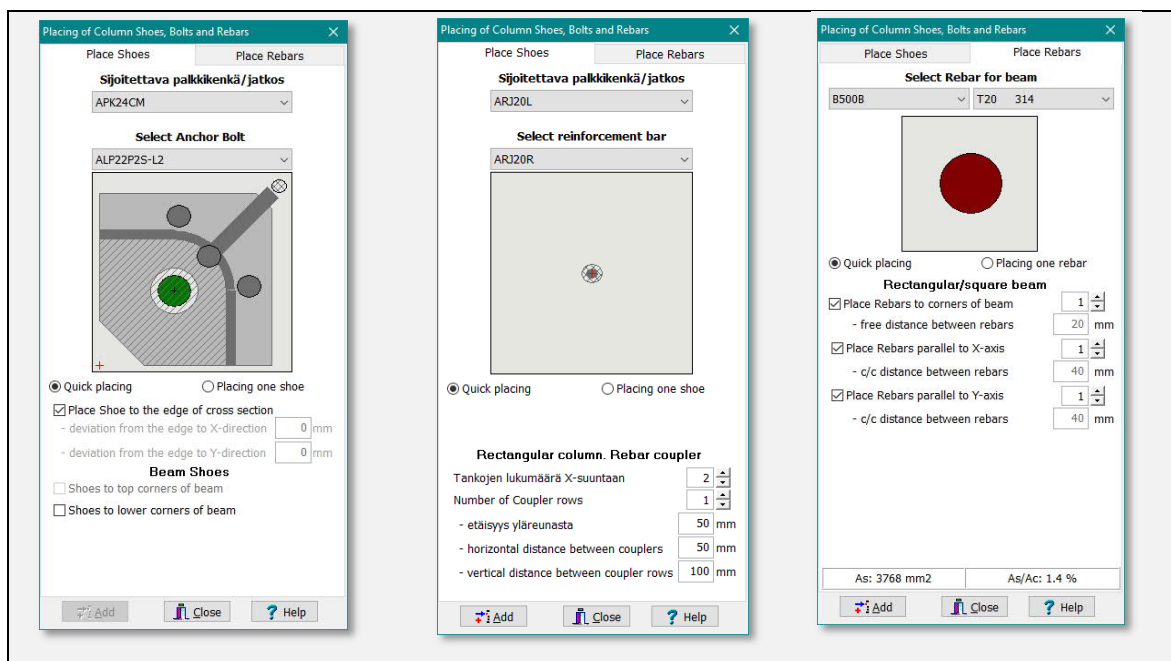 Placing of Column Shoes, Bolts and Rebars
Place Shoes Place Rebars
Sijoitettava palkkikenkä/jatkos
APK24CM
Select Anchor Bolt
ALP22P2S-L2
Quick placing Placing one shoe
Place Shoe to the edge of cross section
- deviation from the edge to X-direction 0 mm
- deviation from the edge to Y-direction 0 mm
Beam Shoes
Shoes to top corners of beam
Shoes to lower corners of beam
Add Close Help
Placing of Column Shoes, Bolts and Rebars
Place Shoes Place Rebars
Sijoitettava palkkikenkä/jatkos
ARJ20L
Select reinforcement bar
ARJ20R
Quick placing Placing one shoe
Rectangular column. Rebar coupler
Tankojen lukumäärä X-suuntaan 2
Number of Coupler rows 1
- etäisyys yläreunasta 50 mm
- horizontal distance between couplers 50 mm
- vertical distance between coupler rows 100 mm
Add Close Help
Placing of Column Shoes, Bolts and Rebars
Place Shoes Place Rebars
Select Rebar for beam
B500B T20 314
Quick placing Placing one rebar
Rectangular/square beam
Place Rebars to corners of beam 1
- free distance between rebars 20 mm
Place Rebars parallel to X-axis 1
- c/c distance between rebars 40 mm
Place Rebars parallel to Y-axis 1
- c/c distance between rebars 40 mm
As: 3768 mm2 As/Ac: 1.4 %
Add Close Help